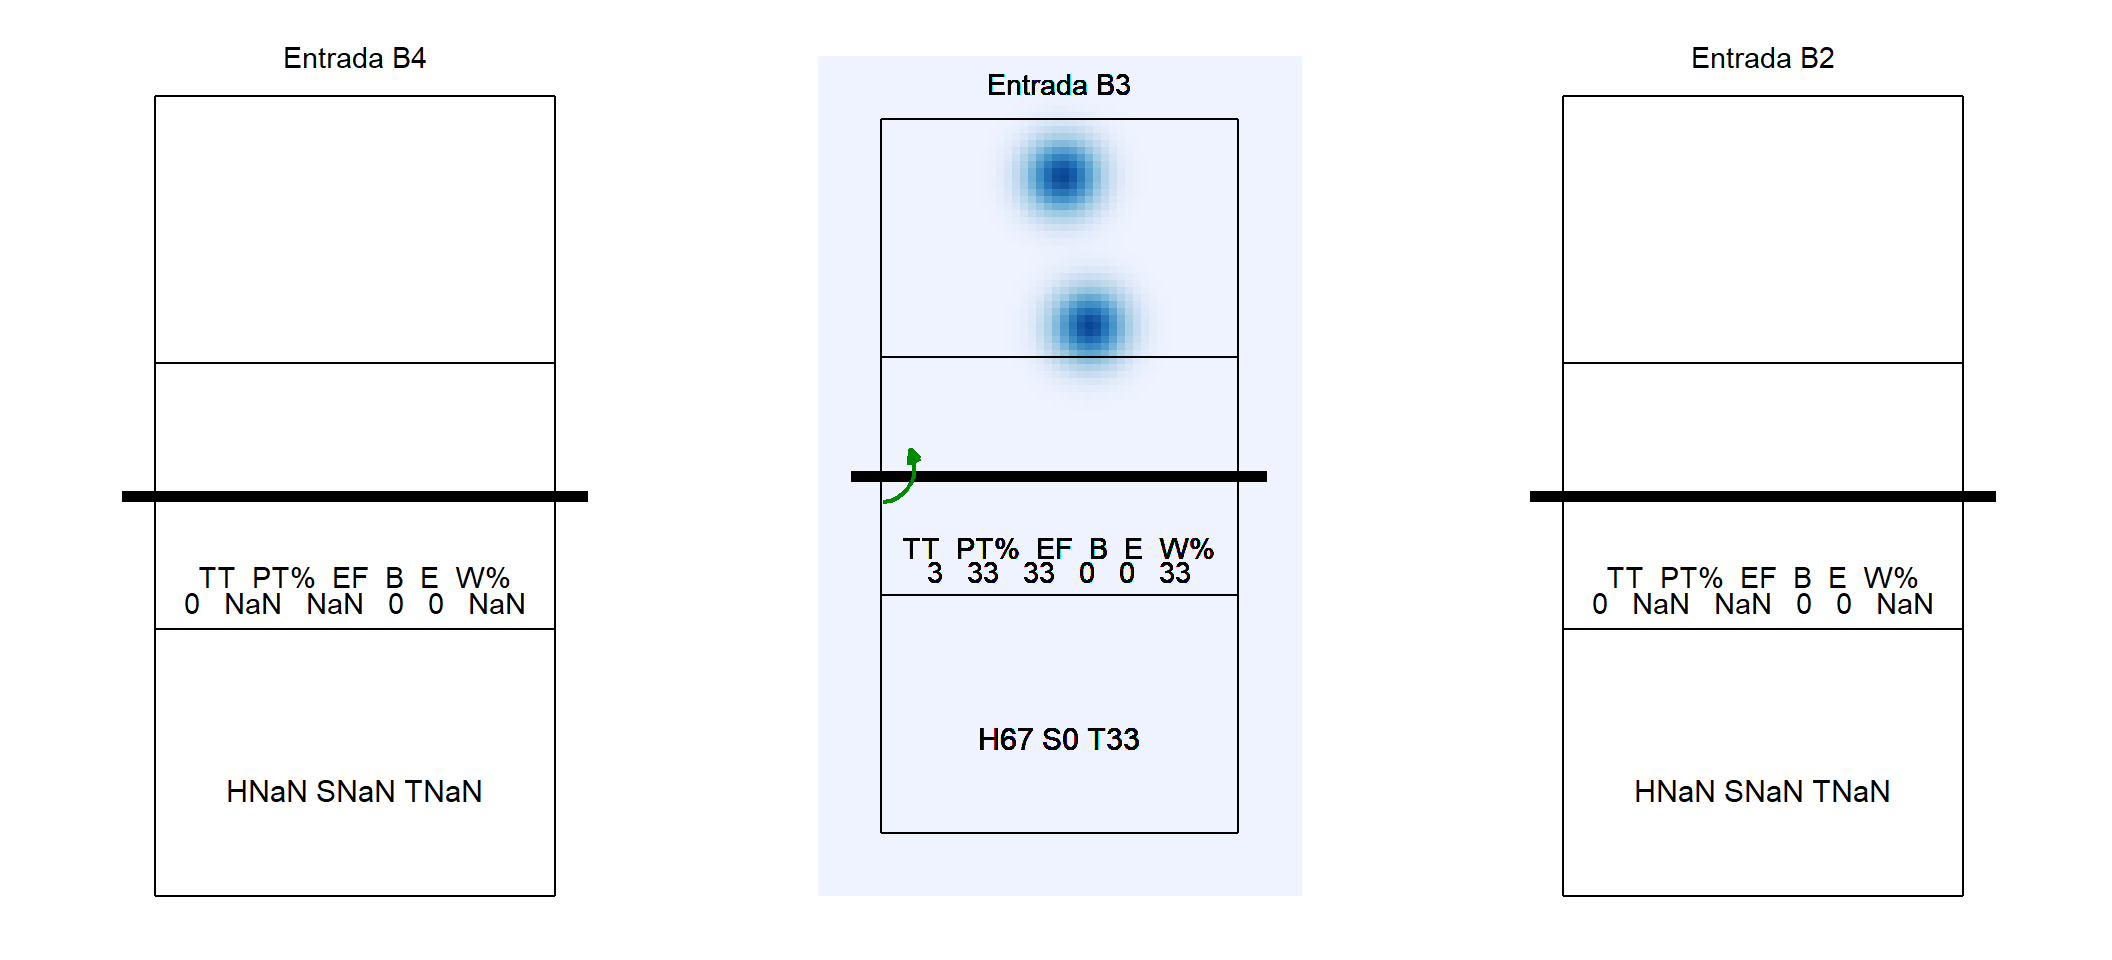 Entrada B4
TT PT% EF B E W%
0 NaN NaN 0 0 NaN
HNaN SNaN TNaN
Entrada B3
TT PT% EF B E W%
3 33 33 0 0 33
H67 S0 T33
Entrada B2
TT PT% EF B E W%
0 NaN NaN 0 0 NaN
HNaN SNaN TNaN